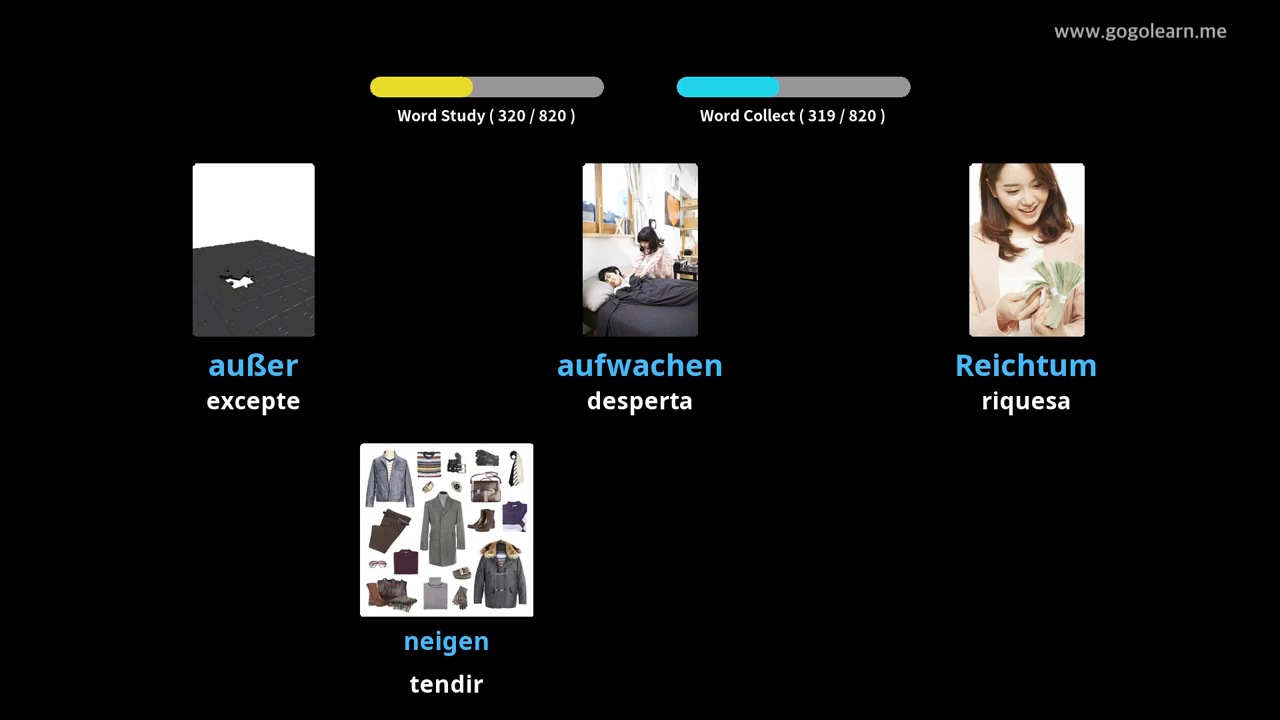 www.gogolearn.me
Word Study ( 320 / 820 )
Word Collect ( 319 / 820 )
außer
excepte
aufwachen
desperta
Reichtum
riquesa
neigen
tendir